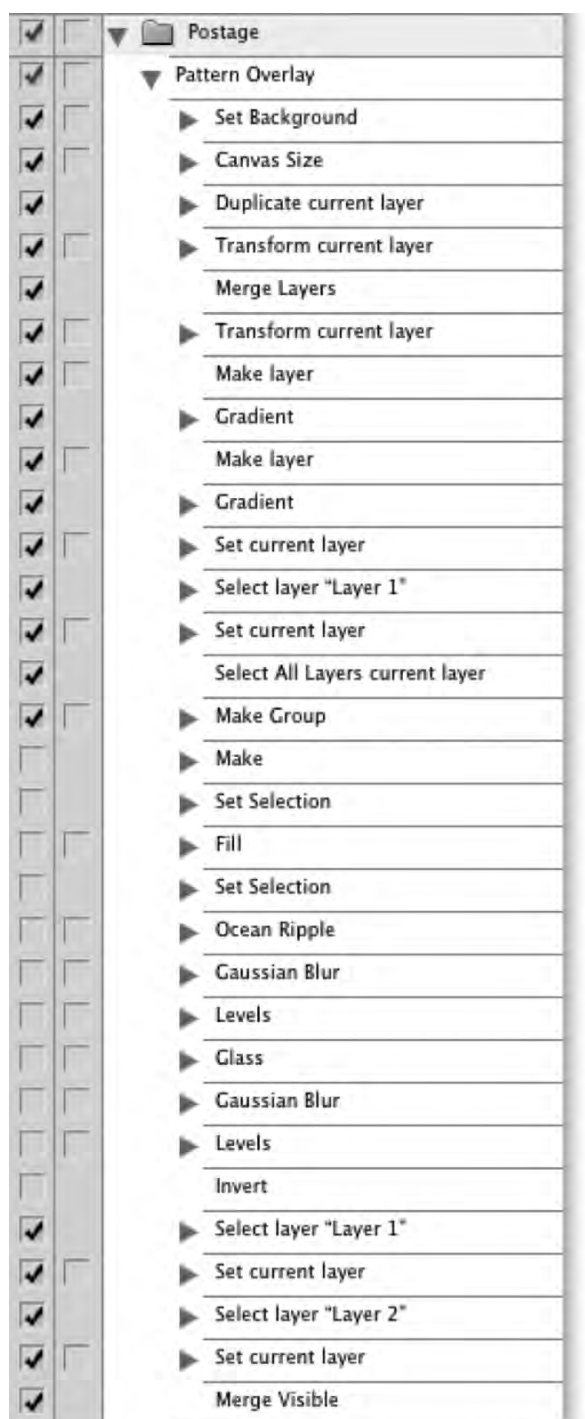 Postage
Pattern Overlay
Set Background
Canvas Size
Duplicate current layer
Transform current layer
Merge Layers
Transform current layer
Make layer
Gradient
Make layer
Gradient
Set current layer
Select layer “Layer 1”
Set current layer
Select All Layers current layer
Make Group
Make
Set Selection
Fill
Set Selection
Ocean Ripple
Gaussian Blur
Levels
Glass
Gaussian Blur
Levels
Invert
Select layer “Layer 1”
Set current layer
Select layer “Layer 2”
Set current layer
Merge Visible